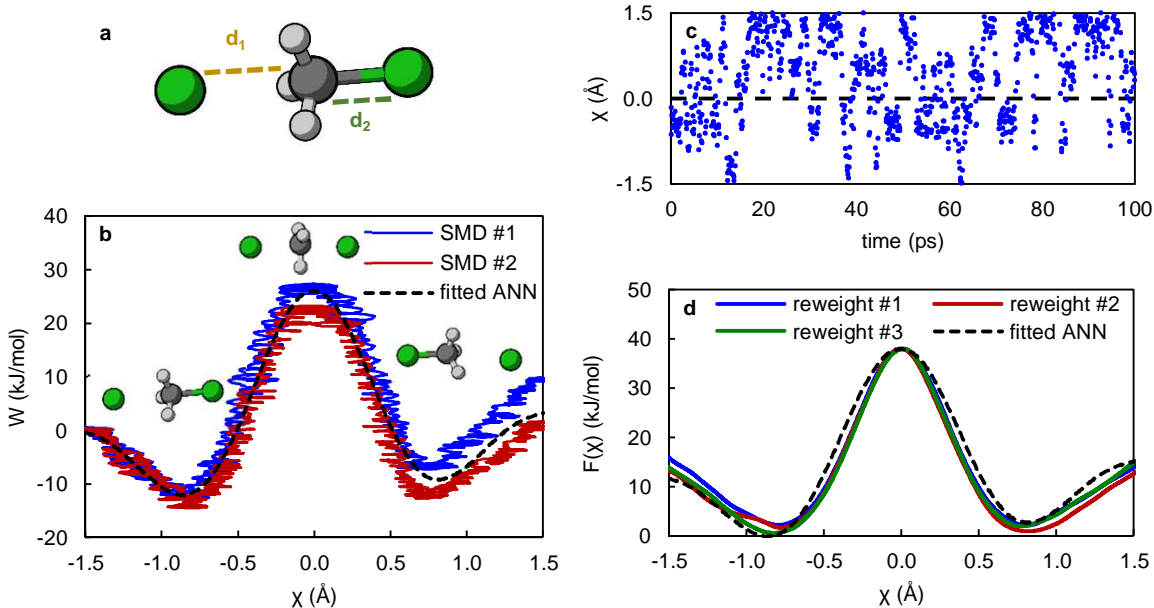 a
d1
d2
c
χ (Å)
1.5
0.0
-1.5
0
20
40
60
80
100
time (ps)
b
W (kJ/mol)
40
30
20
10
0
-10
-20
SMD #1
SMD #2
fitted ANN
-1.5
-1.0
-0.5
0.0
0.5
1.0
1.5
χ (Å)
d
F(χ) (kJ/mol)
50
40
30
20
10
0
reweight #1
reweight #2
reweight #3
fitted ANN
-1.5
-1.0
-0.5
0.0
0.5
1.0
1.5
χ (Å)